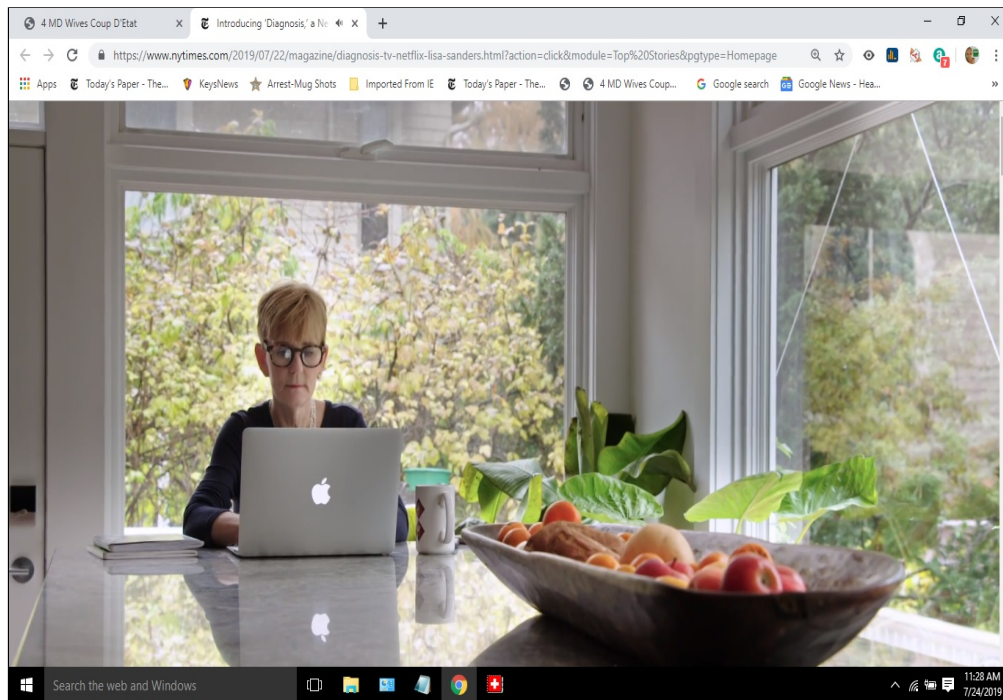 4 MD Wives Coup D'Etat
Introducing 'Diagnosis,' a Ne
https://www.nytimes.com/2019/07/22/magazine/diagnosis-tv-netflix-lisa-sanders.html?action=click&module=Top%20Stories&pgtype=Homepage
Apps Today's Paper - The... KeysNews Arrest-Mug Shots Imported From IE Today's Paper - The... 4 MD Wives Coup... Google search Google News - Hea... »
Search the web and Windows
11:28 AM
7/24/2019